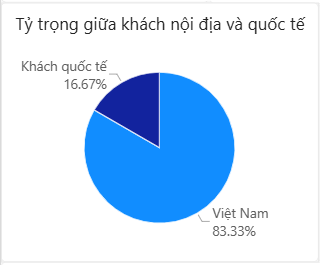 Tỷ trọng giữa khách nội địa và quốc tế
Khách quốc tế
16.67%
Việt Nam
83.33%